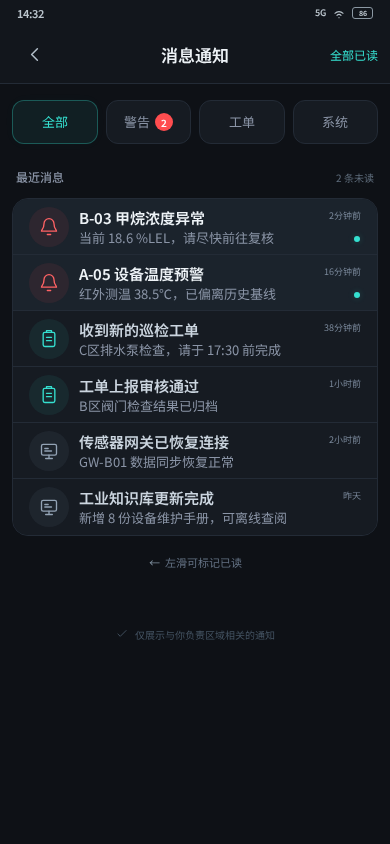 14:32
5G 86
消息通知
全部已读
全部
警告 2
工单
系统
最近消息
2 条未读
B-03 甲烷浓度异常
2分钟前
当前 18.6 %LEL，请尽快前往复核
A-05 设备温度预警
16分钟前
红外测温 38.5℃，已偏离历史基线
收到新的巡检工单
38分钟前
C区排水泵检查，请于 17:30 前完成
工单上报审核通过
1小时前
B区阀门检查结果已归档
传感器网关已恢复连接
2小时前
GW-B01 数据同步恢复正常
工业知识库更新完成
昨天
新增 8 份设备维护手册，可离线查阅
← 左滑可标记已读
仅展示与你负责区域相关的通知